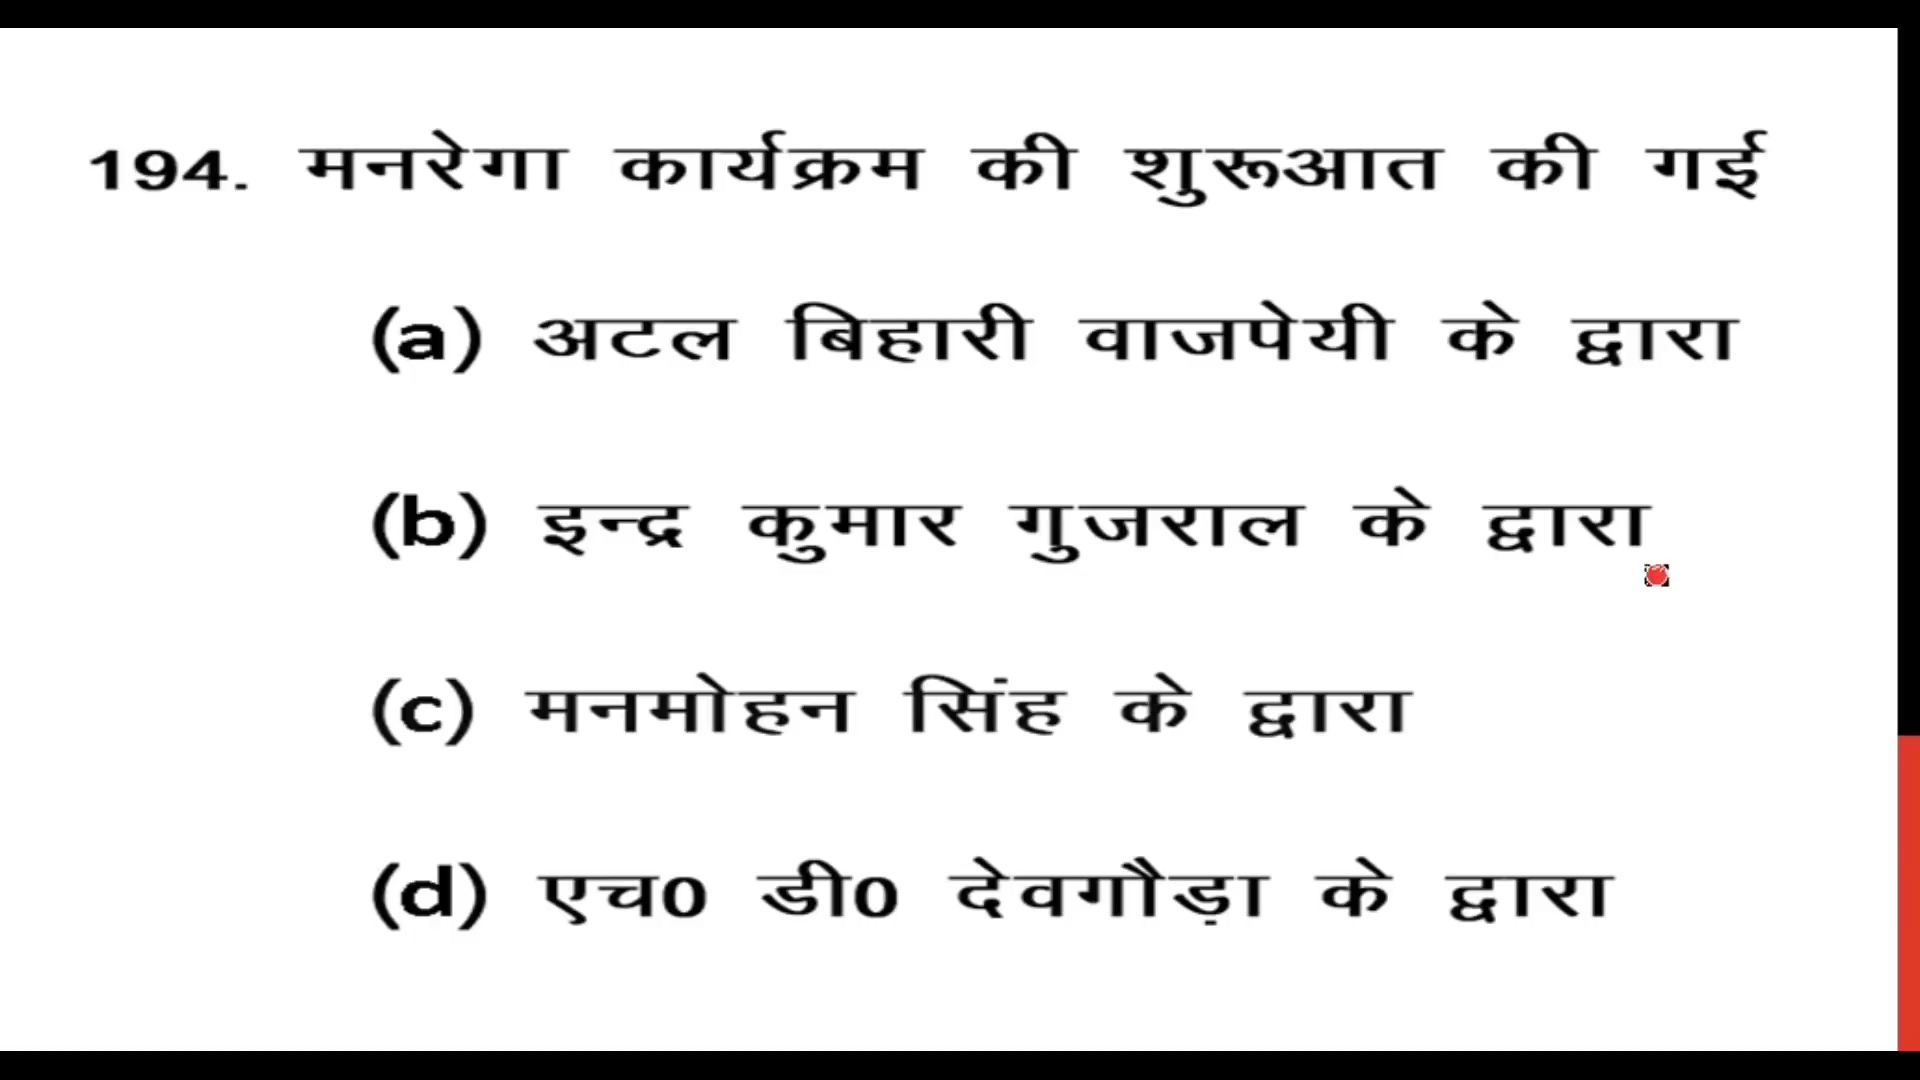 194. मनरेगा कार्यक्रम की शुरूआत की गई
(a) अटल बिहारी वाजपेयी के द्वारा
(b) इन्द्र कुमार गुजराल के द्वारा
(c) मनमोहन सिंह के द्वारा
(d) एच0 डी0 देवगौड़ा के द्वारा